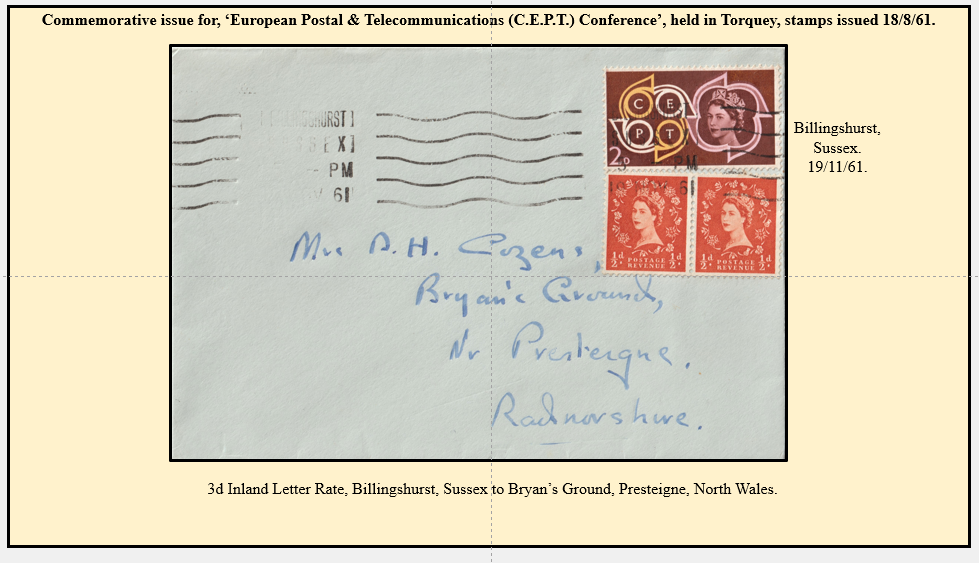 Commemorative issue for, ‘European Postal & Telecommunications (C.E.P.T.) Conference’, held in Torquey, stamps issued 18/8/61.
C E
P T
2D
HURST
S E X
- PM
61
PM
61
Billingshurst,
Sussex.
19/11/61.
½d POSTAGE REVENUE ½d
½d POSTAGE REVENUE ½d
Mrs D. H. Cozens,
Bryan's Ground,
Nr Presteigne.
Radnorshire.
3d Inland Letter Rate, Billingshurst, Sussex to Bryan’s Ground, Presteigne, North Wales.